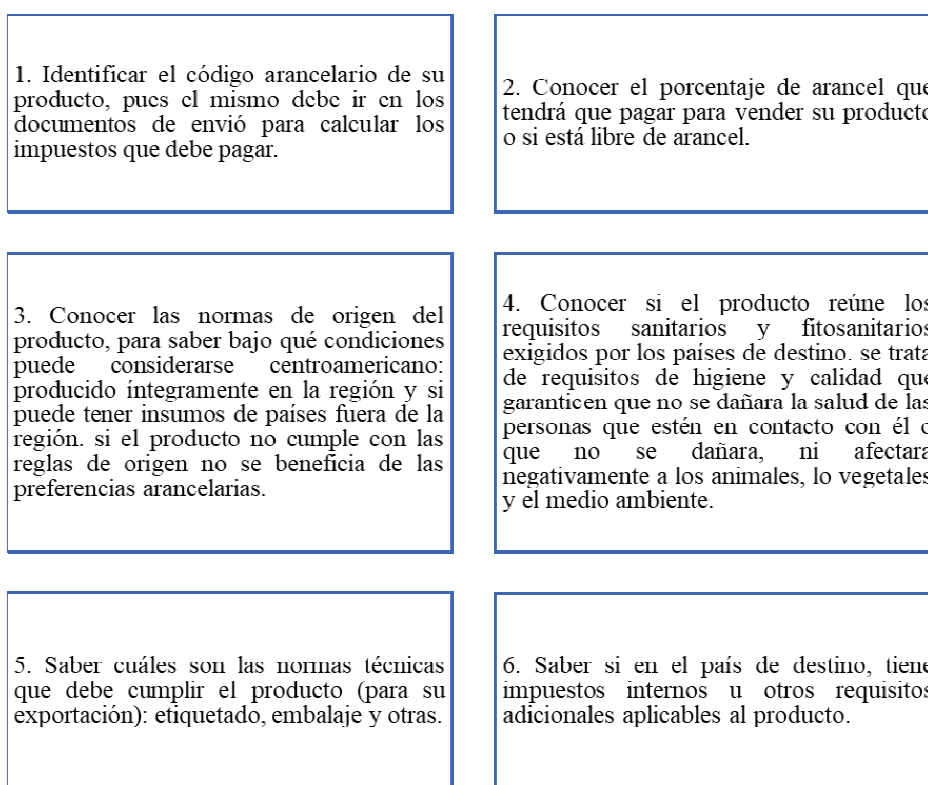 1. Identificar el código arancelario de su
producto, pues el mismo debe ir en los
documentos de envió para calcular los
impuestos que debe pagar.
2. Conocer el porcentaje de arancel que
tendrá que pagar para vender su producto
o si está libre de arancel.
3. Conocer las normas de origen del
producto, para saber bajo qué condiciones
puede considerarse centroamericano:
producido íntegramente en la región y si
puede tener insumos de países fuera de la
región. si el producto no cumple con las
reglas de origen no se beneficia de las
preferencias arancelarias.
4. Conocer si el producto reúne los
requisitos sanitarios y fitosanitarios
exigidos por los países de destino. se trata
de requisitos de higiene y calidad que
garanticen que no se dañara la salud de las
personas que estén en contacto con él o
que no se dañara, ni afectara
negativamente a los animales, lo vegetales
y el medio ambiente.
5. Saber cuáles son las normas técnicas
que debe cumplir el producto (para su
exportación): etiquetado, embalaje y otras.
6. Saber si en el país de destino, tiene
impuestos internos u otros requisitos
adicionales aplicables al producto.